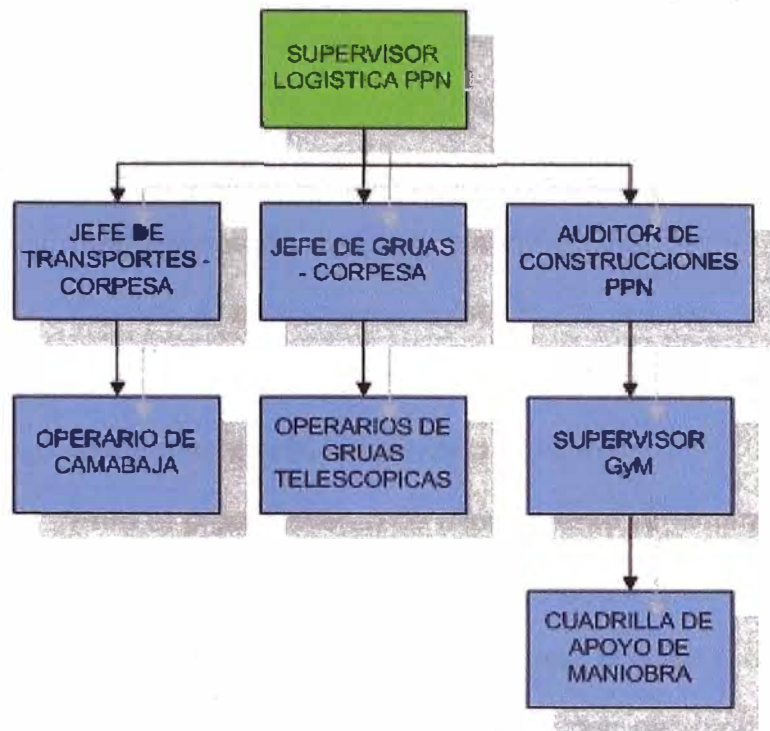 SUPERVISOR
LOGISTICA PPN
JEFE DE
TRANSPORTES -
CORPESA
JEFE DE GRUAS
- CORPESA
AUDITOR DE
CONSTRUCCIONES
PPN
OPERARIO DE
CAMABAJA
OPERARIOS DE
GRUAS
TELESCOPICAS
SUPERVISOR
GyM
CUADRILLA DE
APOYO DE
MANIOBRA